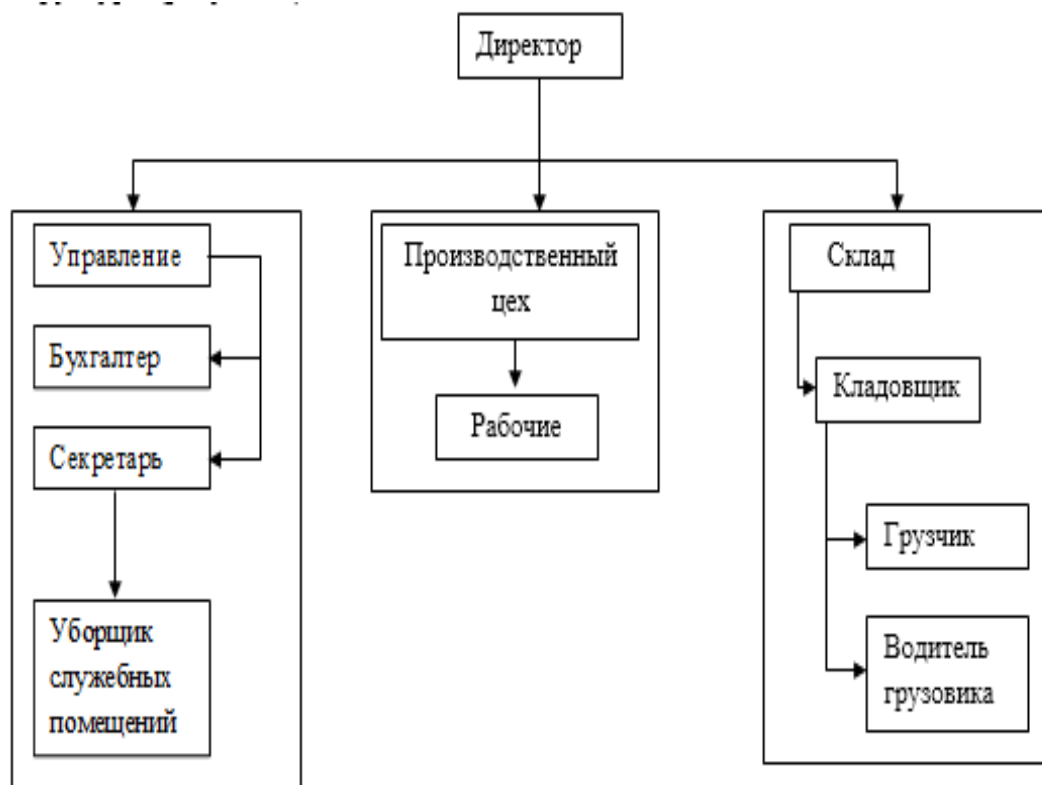 Директор
Управление
Бухгалтер
Секретарь
Уборщик
служебных
помещений
Производственный
цех
Рабочие
Склад
Кладовщик
Грузчик
Водитель
грузовика